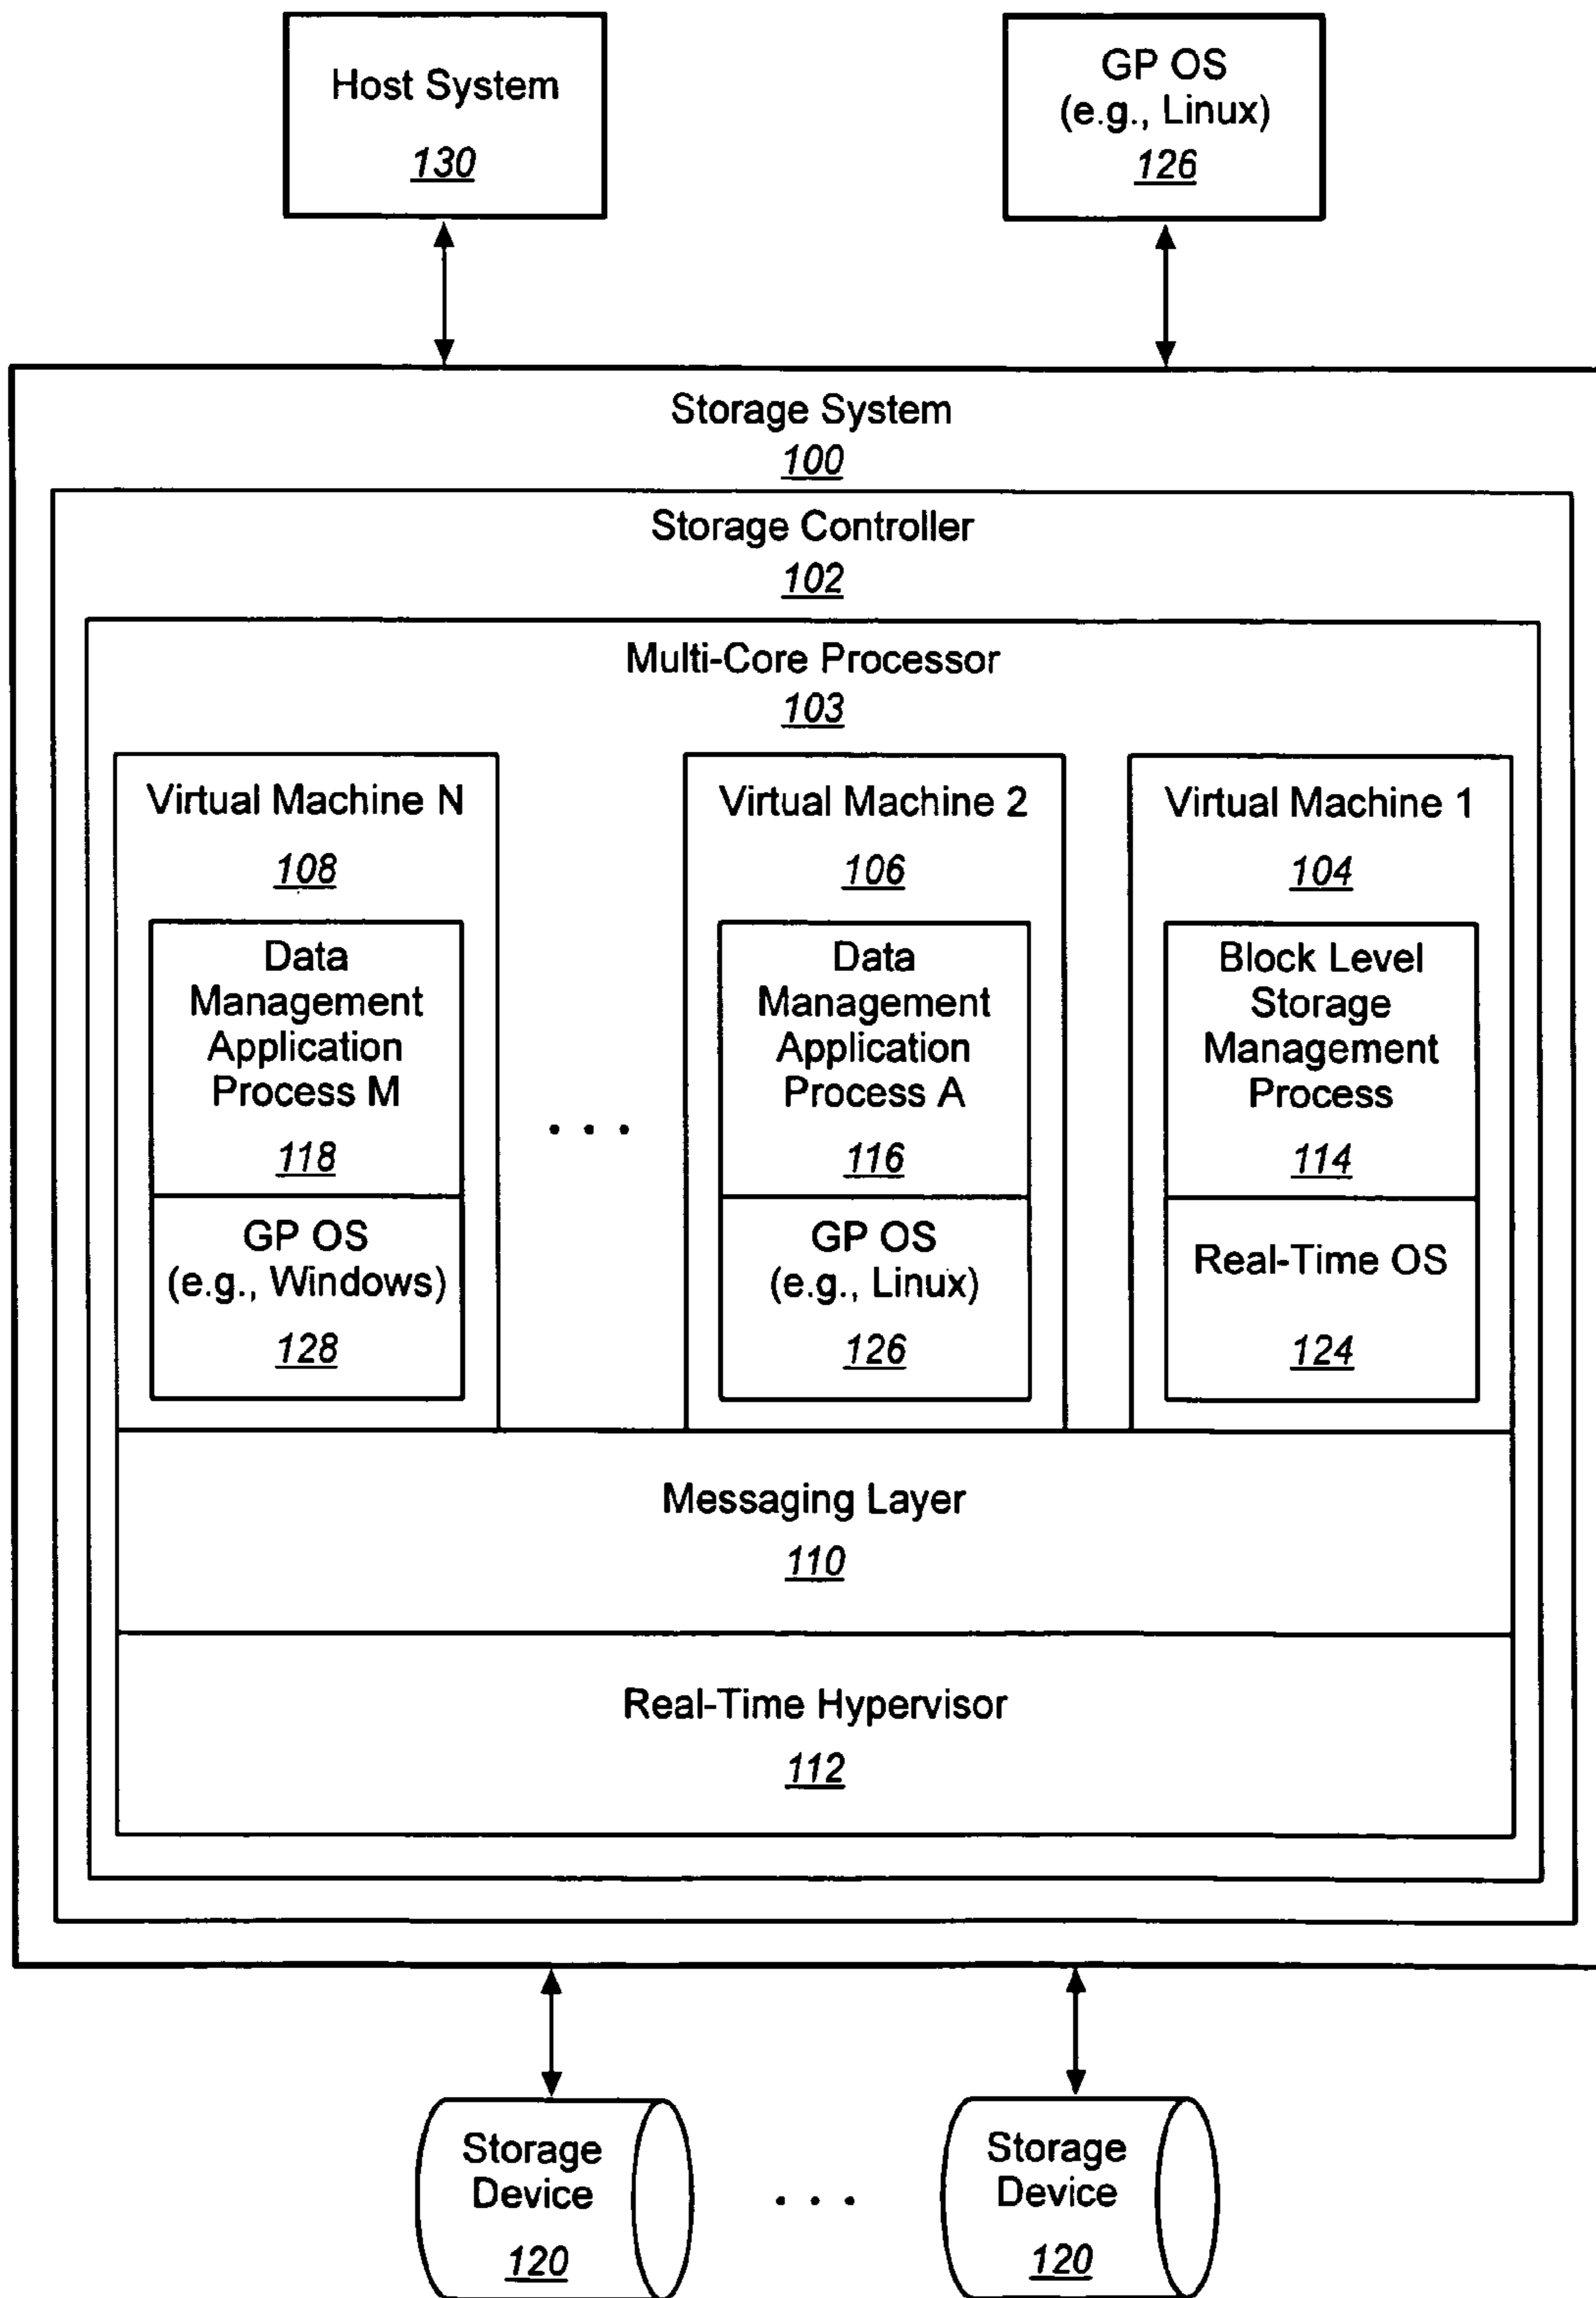 Host System
130
GP OS
(e.g., Linux)
126
Storage System
100
Storage Controller
102
Multi-Core Processor
103
Virtual Machine N
108
Data
Management
Application
Process M
118
GP OS
(e.g., Windows)
128
. . .
Virtual Machine 2
106
Data
Management
Application
Process A
116
GP OS
(e.g., Linux)
126
Virtual Machine 1
104
Block Level
Storage
Management
Process
114
Real-Time OS
124
Messaging Layer
110
Real-Time Hypervisor
112
Storage
Device
120
. . .
Storage
Device
120